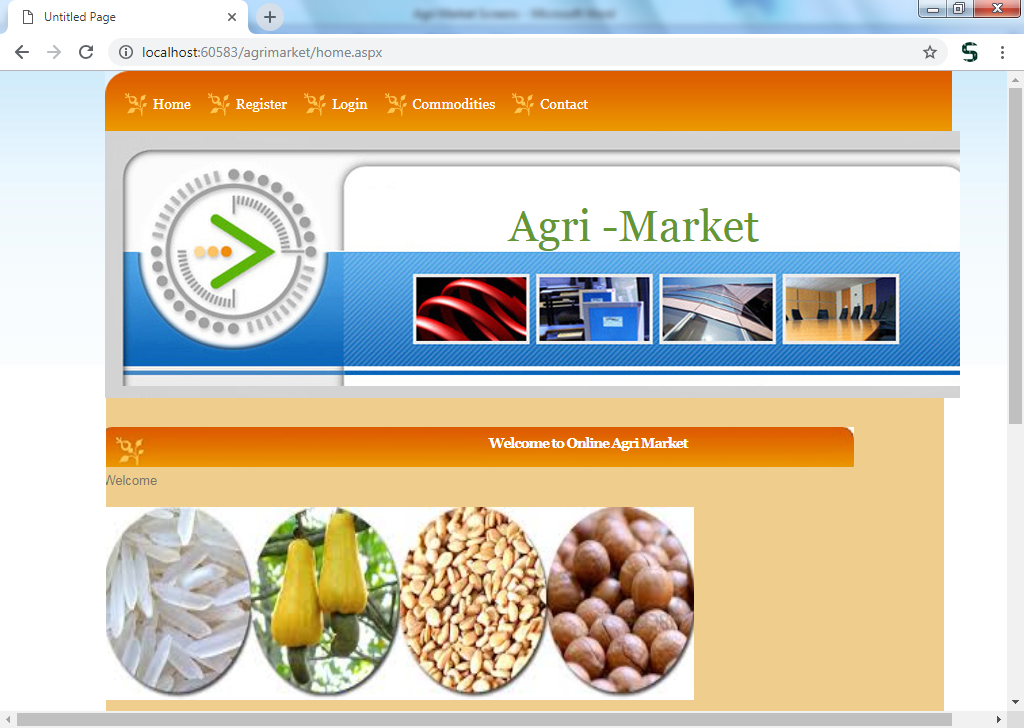 Untitled Page
Agri Market Screens - Microsoft Word
localhost:60583/agrimarket/home.aspx
Home Register Login Commodities Contact
Agri -Market
Welcome to Online Agri Market
Welcome